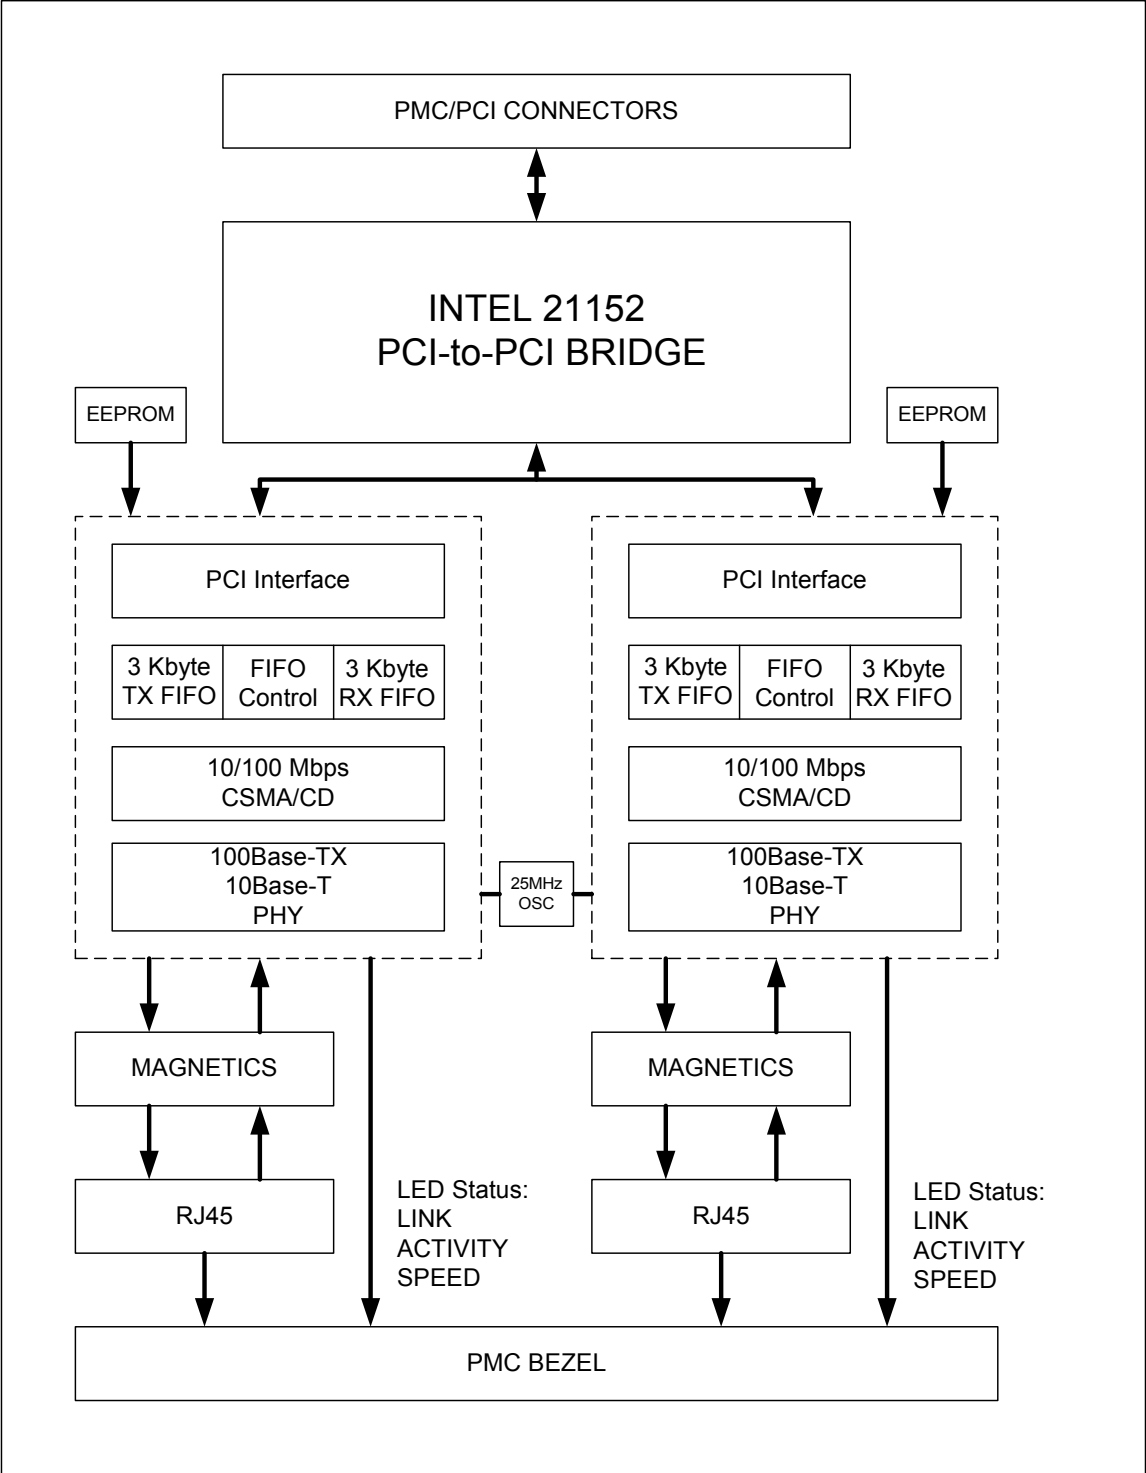 PMC/PCI CONNECTORS
INTEL 21152
PCI-to-PCI BRIDGE
EEPROM
EEPROM
PCI Interface
3 Kbyte
TX FIFO
FIFO
Control
3 Kbyte
RX FIFO
10/100 Mbps
CSMA/CD
100Base-TX
10Base-T
PHY
25MHz
OSC
PCI Interface
3 Kbyte
TX FIFO
FIFO
Control
3 Kbyte
RX FIFO
10/100 Mbps
CSMA/CD
100Base-TX
10Base-T
PHY
MAGNETICS
RJ45
LED Status:
LINK
ACTIVITY
SPEED
MAGNETICS
RJ45
LED Status:
LINK
ACTIVITY
SPEED
PMC BEZEL